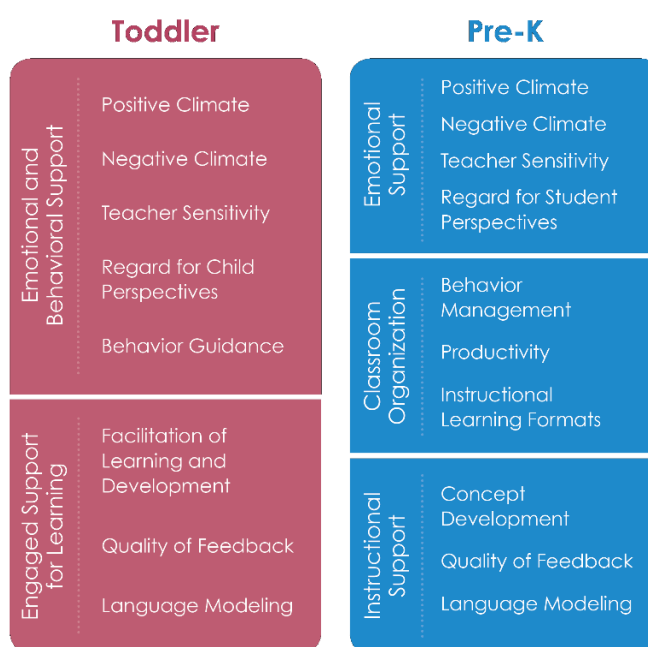 Toddler
Emotional and
Behavioral Support
Positive Climate
Negative Climate
Teacher Sensitivity
Regard for Child
Perspectives
Behavior Guidance
Engaged Support
for Learning
Facilitation of
Learning and
Development
Quality of Feedback
Language Modeling
Pre-K
Emotional
Support
Positive Climate
Negative Climate
Teacher Sensitivity
Regard for Student
Perspectives
Classroom
Organization
Behavior
Management
Productivity
Instructional
Learning Formats
Instructional
Support
Concept
Development
Quality of Feedback
Language Modeling